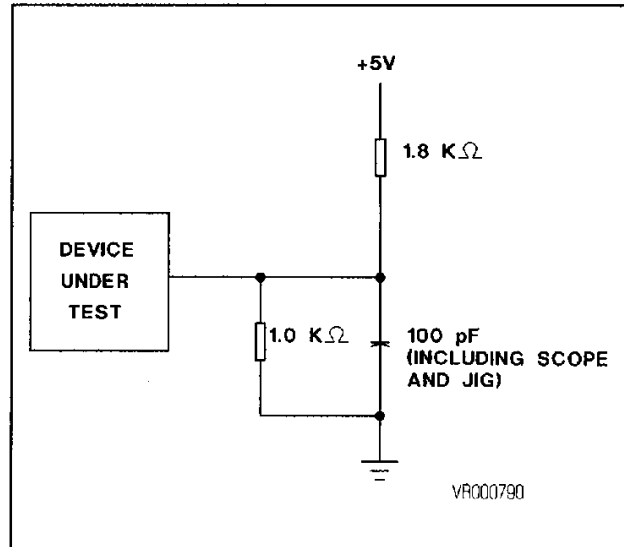 +5V
1.8 KΩ
DEVICE
UNDER
TEST
1.0 KΩ
100 pF
(INCLUDING SCOPE
AND JIG)
VR000790